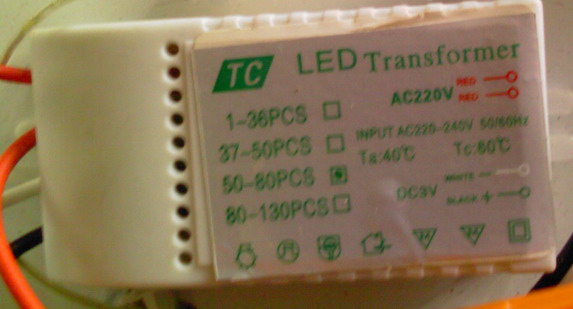 TC
LED Transformer
1-36PCS
37-50PCS
50-80PCS
80-130PCS
AC220V
RED
RED
INPUT AC220-240V 50/60Hz
Ta:40℃ Tc:60℃
DC3V
WHITE −
BLACK +